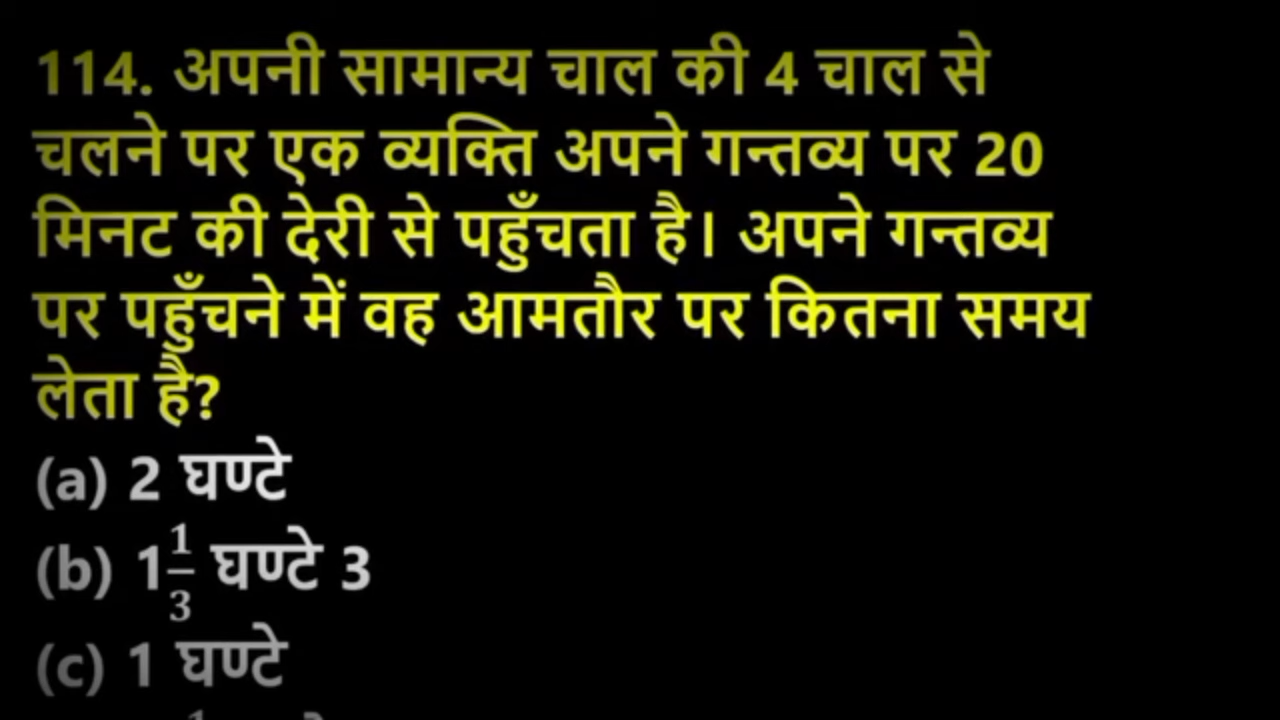 114. अपनी सामान्य चाल की 4 चाल से
चलने पर एक व्यक्ति अपने गन्तव्य पर 20
मिनट की देरी से पहुँचता है। अपने गन्तव्य
पर पहुँचने में वह आमतौर पर कितना समय
लेता है?
(a) 2 घण्टे
(b) 1 1/3 घण्टे 3
(c) 1 घण्टे